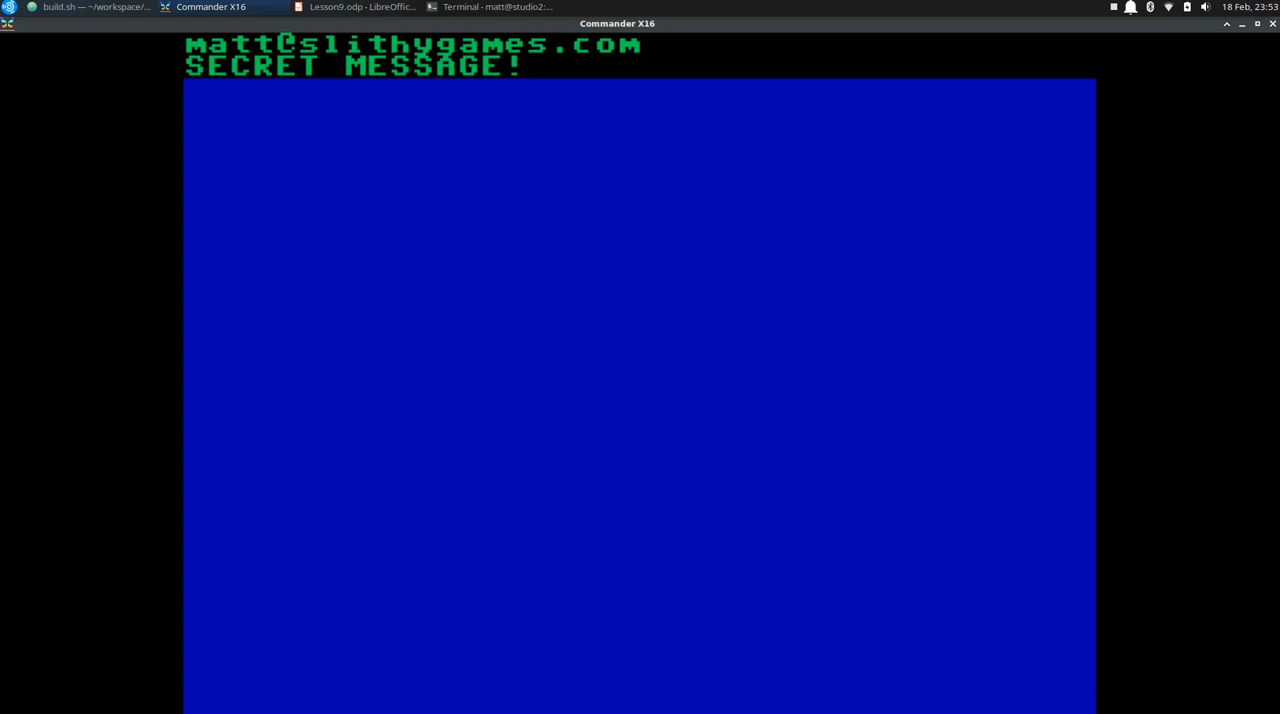 build.sh — ~/workspace/...
Commander X16
Lesson9.odp - LibreOffic...
Terminal - matt@studio2:...
18 Feb, 23:53
Commander X16
matt@slithygames.com
SECRET MESSAGE!